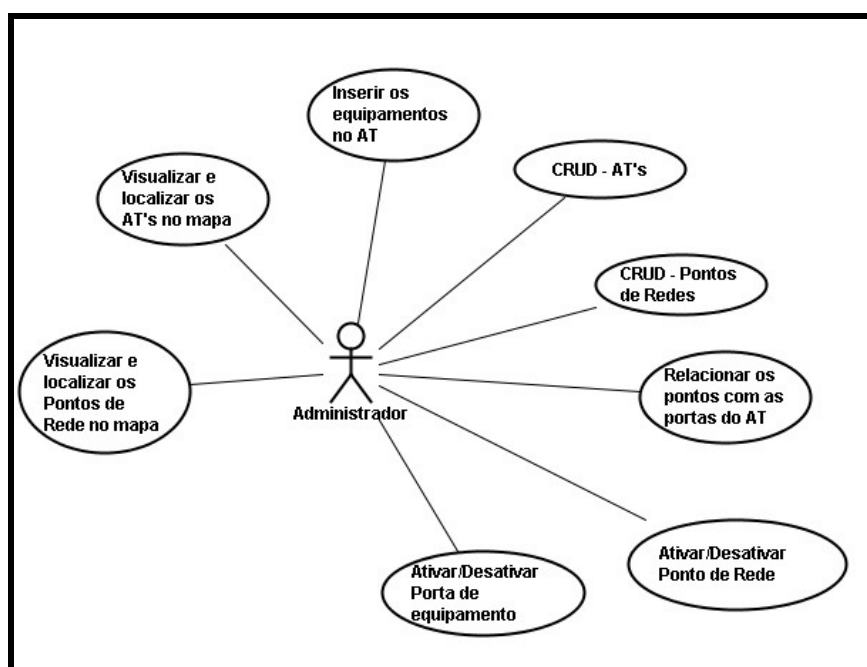 Inserir os
equipamentos
no AT
CRUD - AT's
Visualizar e
localizar os
AT's no mapa
CRUD - Pontos
de Redes
Visualizar e
localizar os
Pontos de
Rede no mapa
Administrador
Relacionar os
pontos com as
portas do AT
Ativar/Desativar
Ponto de Rede
Ativar/Desativar
Porta de
equipamento